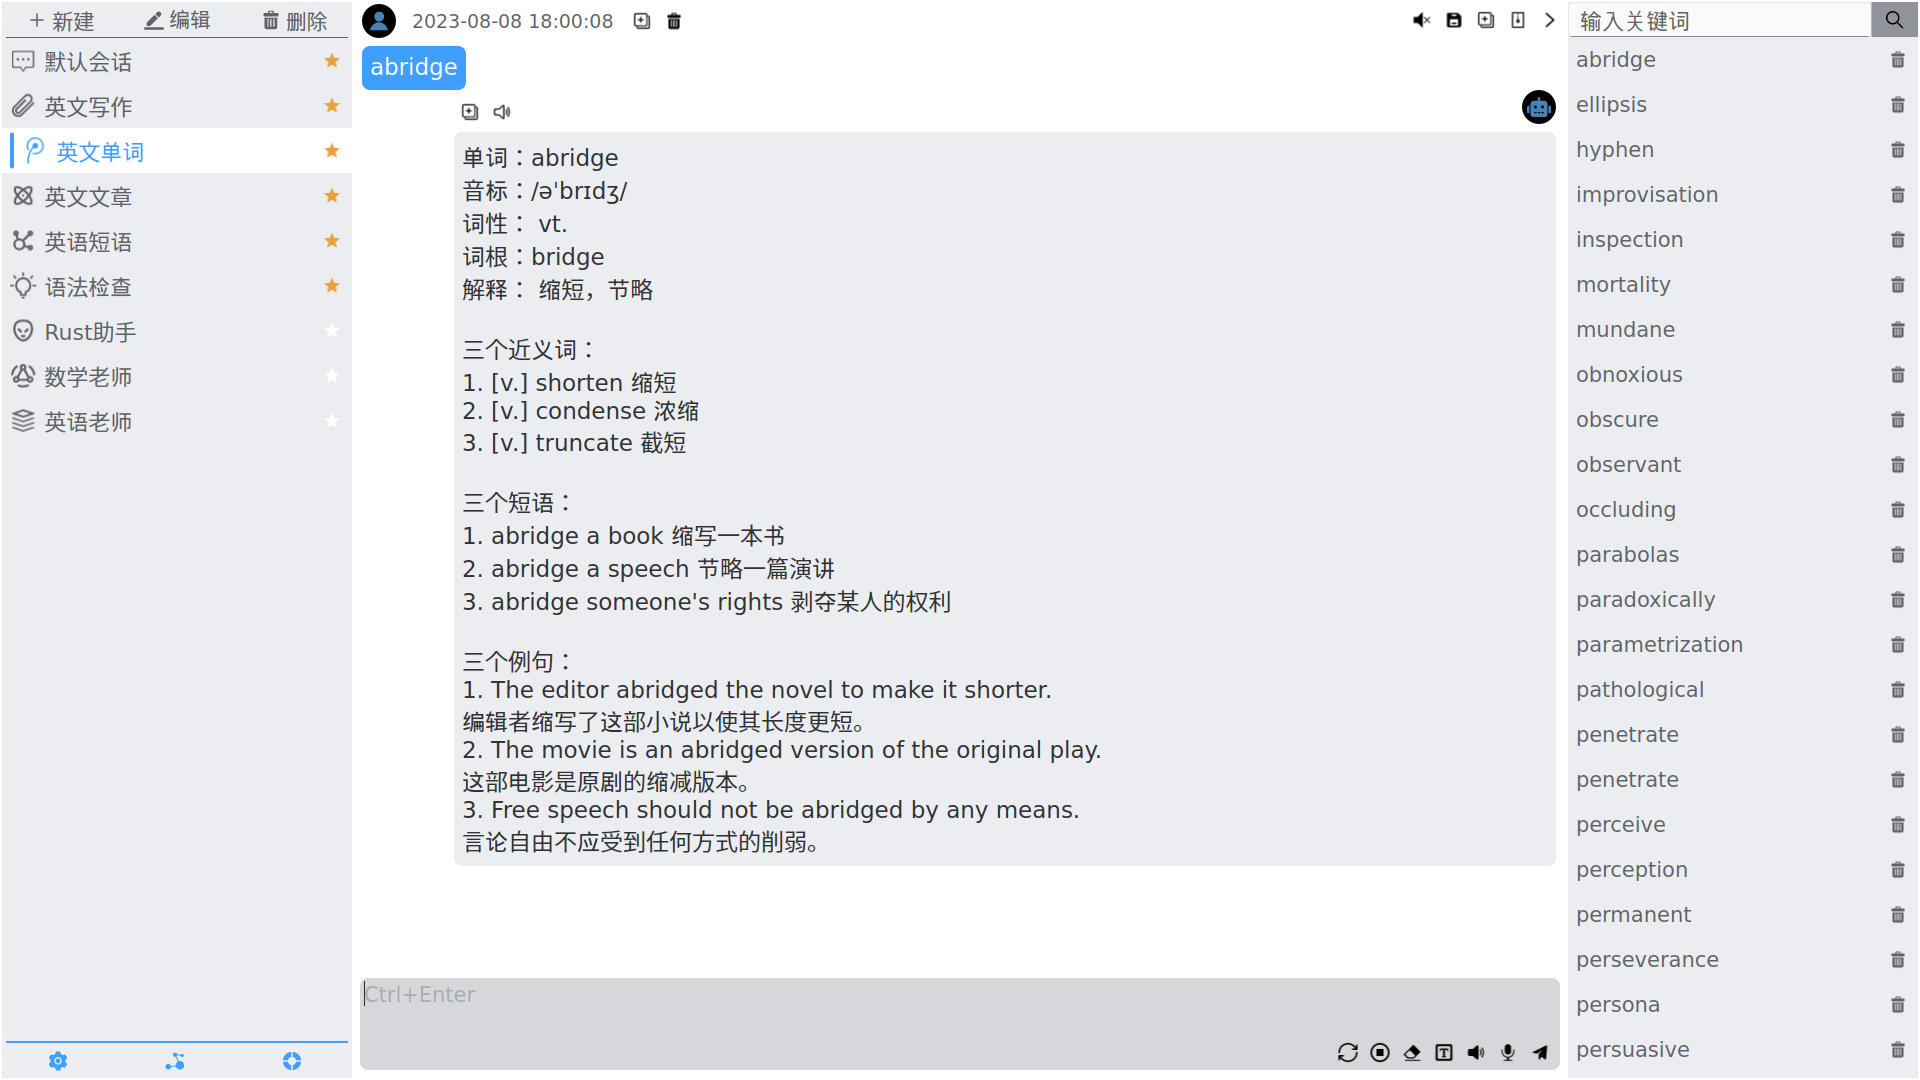 新建 编辑 删除
默认会话
英文写作
英文单词
英文文章
英语短语
语法检查
Rust助手
数学老师
英语老师
2023-08-08 18:00:08
abridge
单词：abridge
音标：/əˈbrɪdʒ/
词性： vt.
词根：bridge
解释： 缩短，节略
三个近义词：
1. [v.] shorten 缩短
2. [v.] condense 浓缩
3. [v.] truncate 截短
三个短语：
1. abridge a book 缩写一本书
2. abridge a speech 节略一篇演讲
3. abridge someone's rights 剥夺某人的权利
三个例句：
1. The editor abridged the novel to make it shorter.
编辑者缩写了这部小说以使其长度更短。
2. The movie is an abridged version of the original play.
这部电影是原剧的缩减版本。
3. Free speech should not be abridged by any means.
言论自由不应受到任何方式的削弱。
Ctrl+Enter
输入关键词
abridge
ellipsis
hyphen
improvisation
inspection
mortality
mundane
obnoxious
obscure
observant
occluding
parabolas
paradoxically
parametrization
pathological
penetrate
penetrate
perceive
perception
permanent
perseverance
persona
persuasive